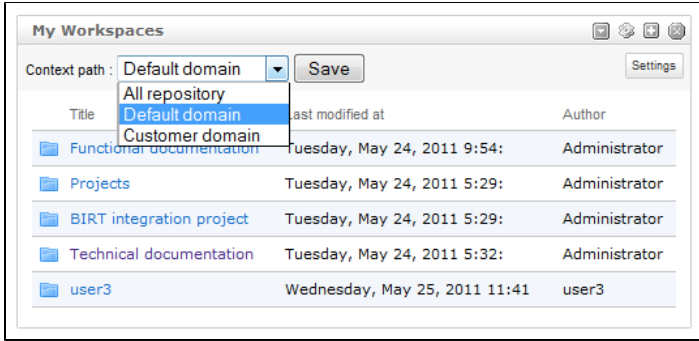 My Workspaces
Context path : Default domain Save Settings
All repository
Default domain
Customer domain
Title Last modified at Author
Functional documentation Tuesday, May 24, 2011 9:54: Administrator
Projects Tuesday, May 24, 2011 5:29: Administrator
BIRT integration project Tuesday, May 24, 2011 5:29: Administrator
Technical documentation Tuesday, May 24, 2011 5:32: Administrator
user3 Wednesday, May 25, 2011 11:41 user3